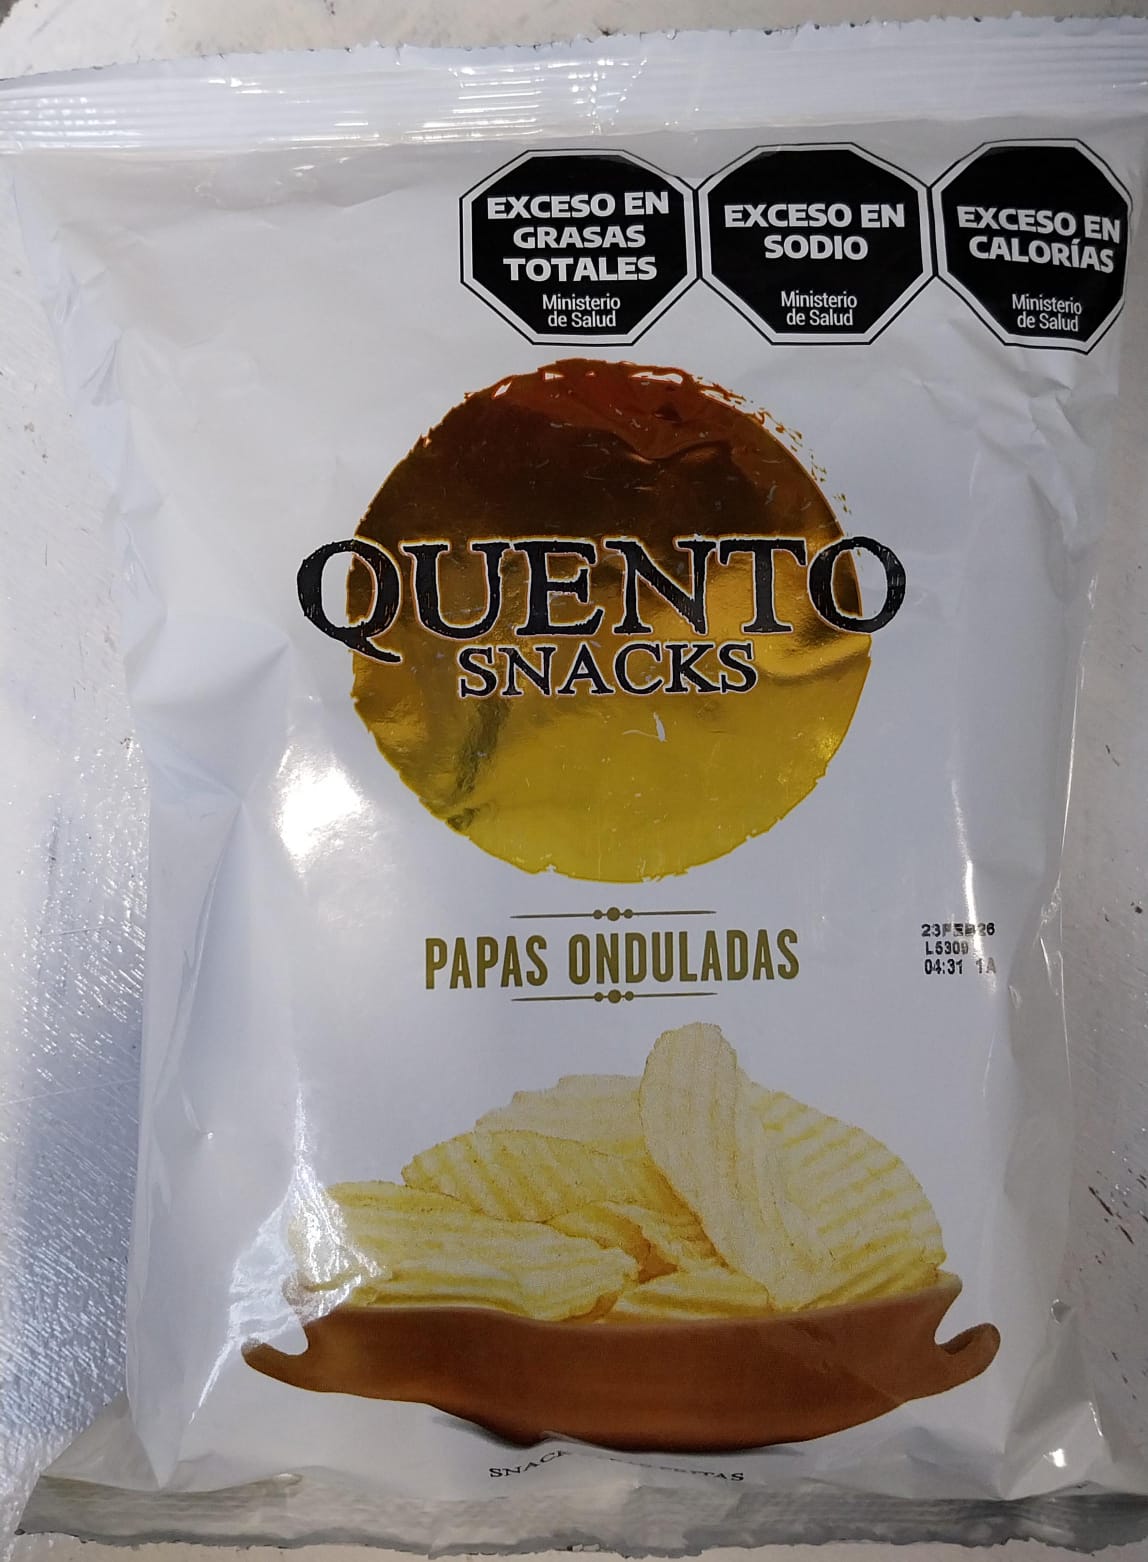 EXCESO EN
GRASAS
TOTALES
Ministerio
de Salud
EXCESO EN
SODIO
Ministerio
de Salud
EXCESO EN
CALORÍAS
Ministerio
de Salud
QUENTO
SNACKS
PAPAS ONDULADAS
23FEB26
L5309
04:31 1A